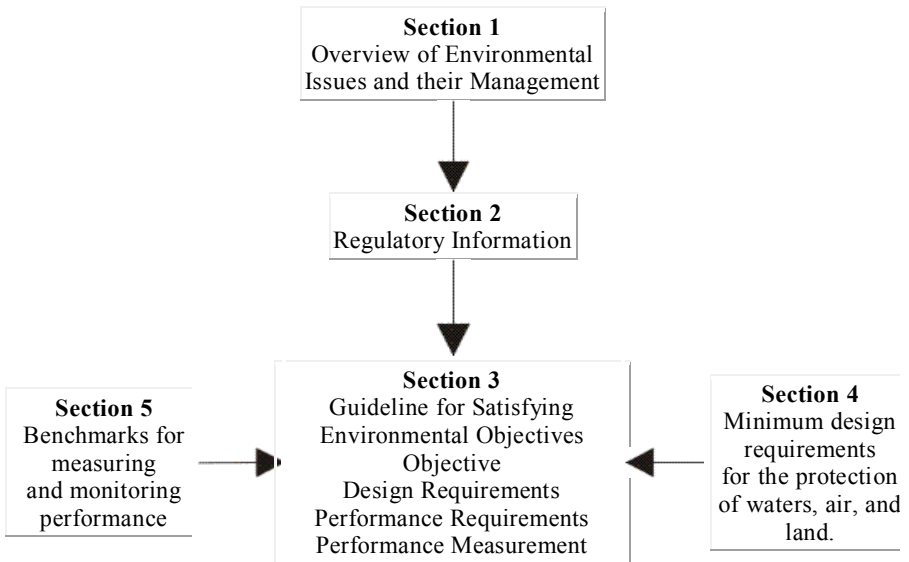 Section 1
Overview of Environmental
Issues and their Management
Section 2
Regulatory Information
Section 3
Guideline for Satisfying
Environmental Objectives
Objective
Design Requirements
Performance Requirements
Performance Measurement
Section 5
Benchmarks for
measuring
and monitoring
performance
Section 4
Minimum design
requirements
for the protection
of waters, air, and
land.